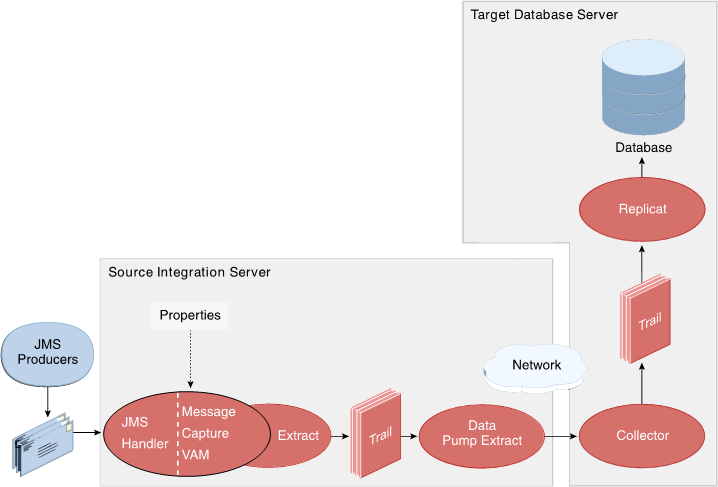 Target Database Server
Database
Replicat
Trail
Source Integration Server
Properties
JMS
Producers
Network
JMS
Handler
Message
Capture
VAM
Extract
Trail
Data
Pump Extract
Collector